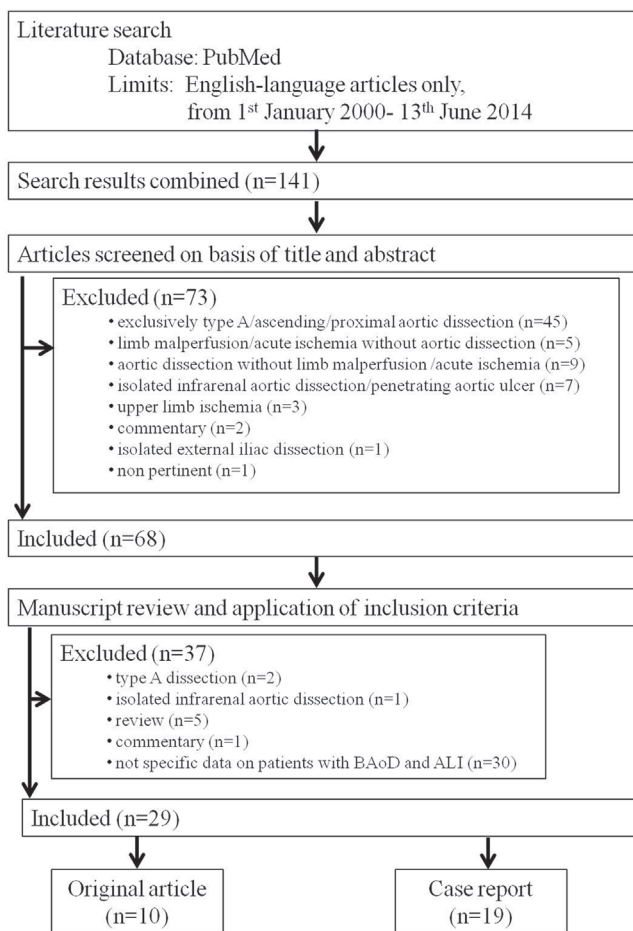 Literature search
Database: PubMed
Limits: English-language articles only,
from 1st January 2000- 13th June 2014
Search results combined (n=141)
Articles screened on basis of title and abstract
Excluded (n=73)
• exclusively type A/ascending/proximal aortic dissection (n=45)
• limb malperfusion/acute ischemia without aortic dissection (n=5)
• aortic dissection without limb malperfusion /acute ischemia (n=9)
• isolated infrarenal aortic dissection/penetrating aortic ulcer (n=7)
• upper limb ischemia (n=3)
• commentary (n=2)
• isolated external iliac dissection (n=1)
• non pertinent (n=1)
Included (n=68)
Manuscript review and application of inclusion criteria
Excluded (n=37)
• type A dissection (n=2)
• isolated infrarenal aortic dissection (n=1)
• review (n=5)
• commentary (n=1)
• not specific data on patients with BAoD and ALI (n=30)
Included (n=29)
Original article
(n=10)
Case report
(n=19)